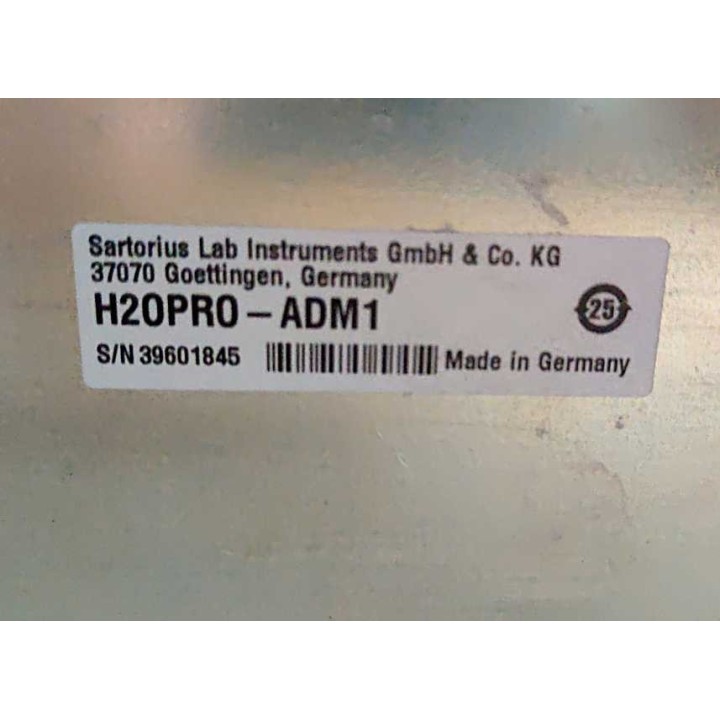 Sartorius Lab Instruments GmbH & Co. KG
37070 Goettingen, Germany
H2OPRO – ADM1
25
S/N 39601845 Made in Germany